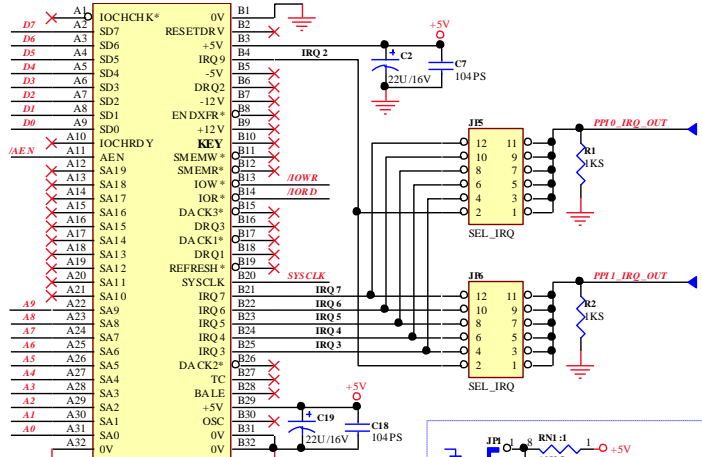 A1 IOCHCHK* 0V B1
D7 A2 SD7 RESETDRV B2
D6 A3 SD6 +5V B3
D5 A4 SD5 IRQ9 B4 IRQ 2
D4 A5 SD4 -5V B5
D3 A6 SD3 DRQ2 B6
D2 A7 SD2 -12V B7
D1 A8 SD1 ENDXFR* B8
D0 A9 SD0 +12V B9
A10 IOCHRDY KEY B10
/AEN A11 AEN SMEMW* B11
A12 SA19 SMEMR* B12
A13 SA18 IOW* B13 /IOWR
A14 SA17 IOR* B14 /IORD
A15 SA16 DACK3* B15
A16 SA15 DRQ3 B16
A17 SA14 DACK1* B17
A18 SA13 DRQ1 B18
A19 SA12 REFRESH* B19
A20 SA11 SYSCLK B20 SYSCLK
A21 SA10 IRQ7 B21 IRQ 7
A9 A22 SA9 IRQ6 B22 IRQ 6
A8 A23 SA8 IRQ5 B23 IRQ 5
A7 A24 SA7 IRQ4 B24 IRQ 4
A6 A25 SA6 IRQ3 B25 IRQ 3
A5 A26 SA5 DACK2* B26
A4 A27 SA4 TC B27
A3 A28 SA3 BALE B28
A2 A29 SA2 +5V B29
A1 A30 SA1 OSC B30
A0 A31 SA0 0V B31
A32 0V 0V B32
+5V
C2
22U/16V
C7
104PS
JP5
12 11
10 9
8 7
6 5
4 3
2 1
SEL_IRQ
PPI0_IRQ_OUT
R1
1KS
JP6
12 11
10 9
8 7
6 5
4 3
2 1
SEL_IRQ
PPI1_IRQ_OUT
R2
1KS
+5V
C19
22U/16V
C18
104PS
JP1 1 8 RN1:1 1 +5V